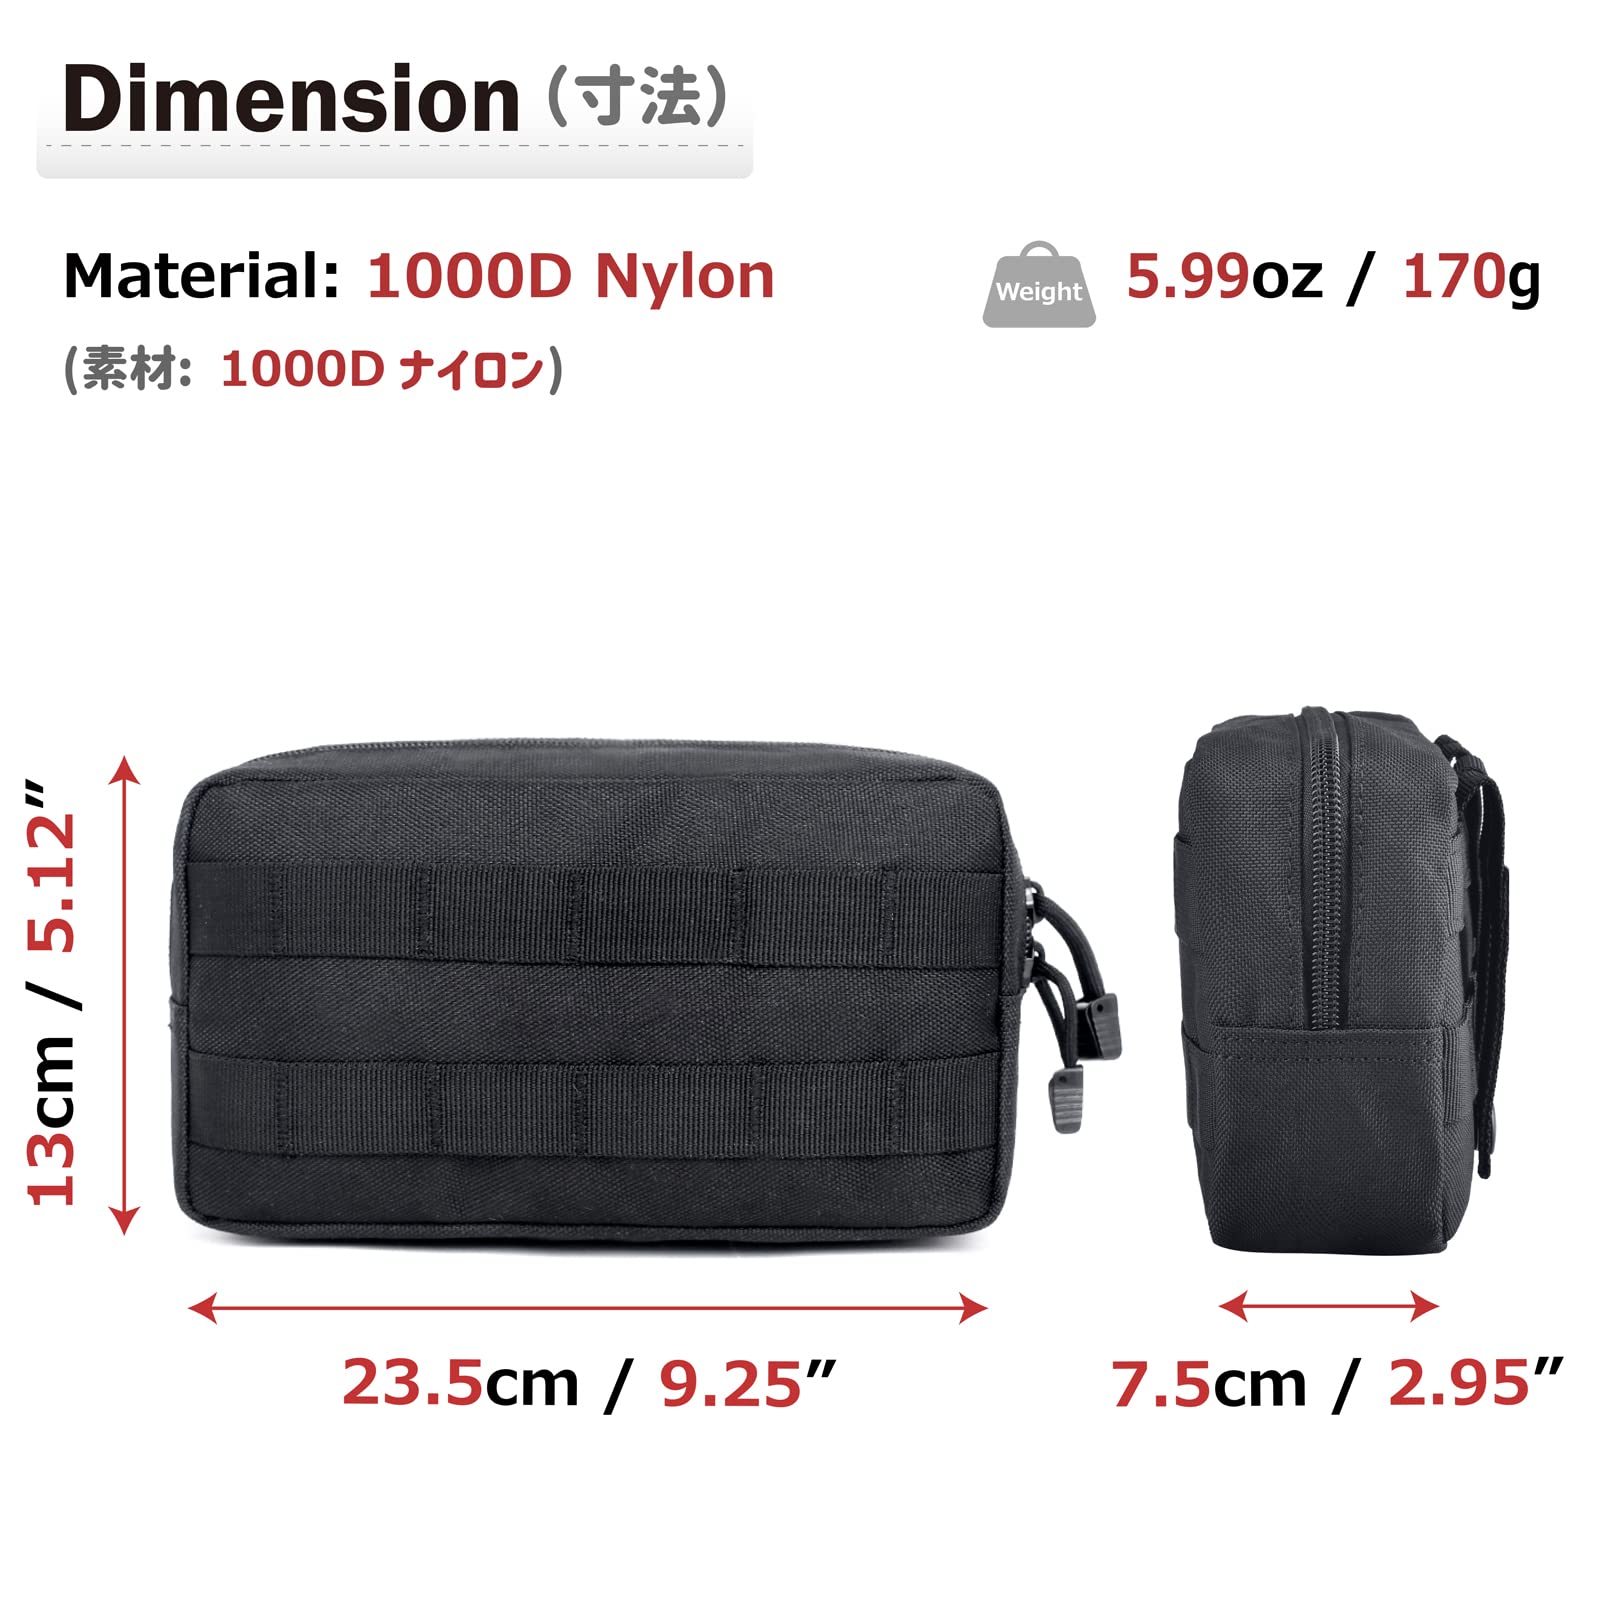 Dimension (寸法)
Material: 1000D Nylon
(素材: 1000D ナイロン)
Weight 5.99oz / 170g
13cm / 5.12″
23.5cm / 9.25″
7.5cm / 2.95″